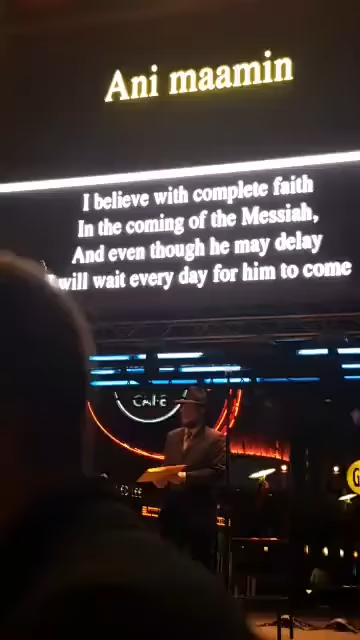 Ani maamin
I believe with complete faith
In the coming of the Messiah,
And even though he may delay
I will wait every day for him to come
CAFE
G